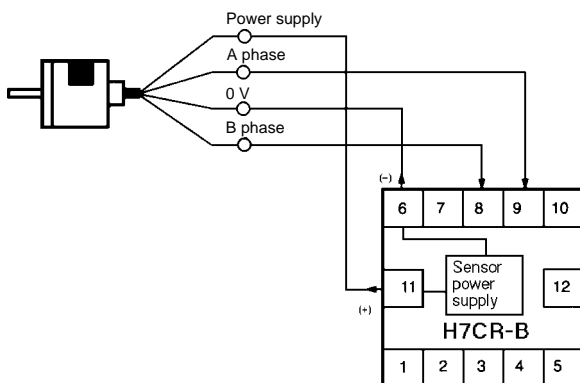 Power supply
A phase
0 V
B phase
(–)
6 7 8 9 10
11
Sensor
power
supply
12
(+)
H7CR-B
1 2 3 4 5